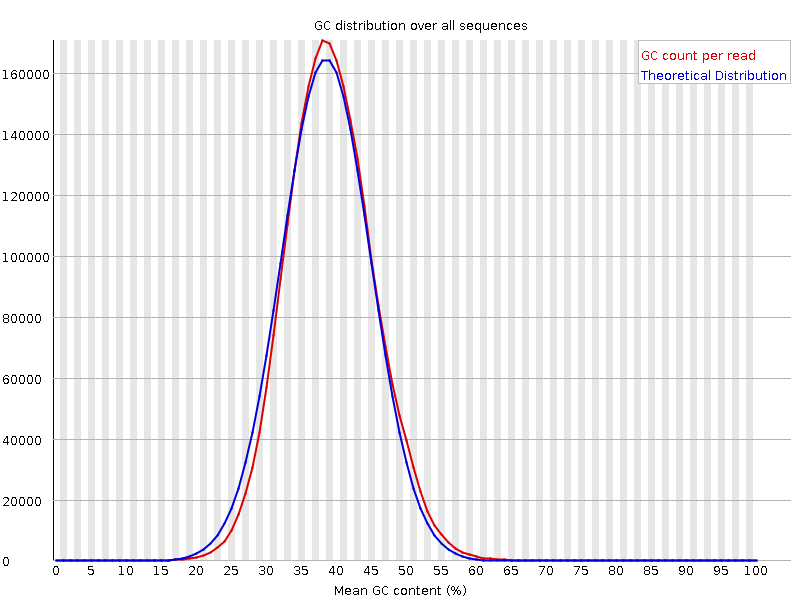 GC distribution over all sequences
GC count per read
Theoretical Distribution
160000
140000
120000
100000
80000
60000
40000
20000
0
0 5 10 15 20 25 30 35 40 45 50 55 60 65 70 75 80 85 90 95 100
Mean GC content (%)